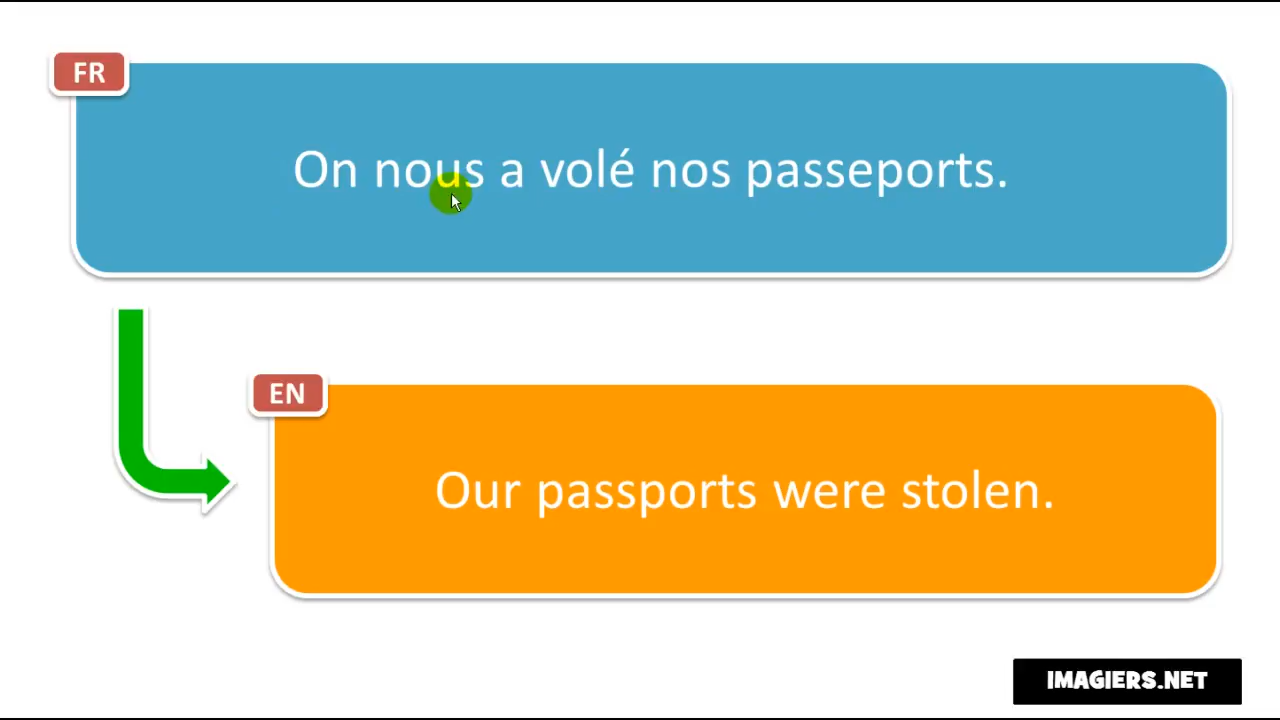 FR
On nous a volé nos passeports.
EN
Our passports were stolen.
IMAGIERS.NET